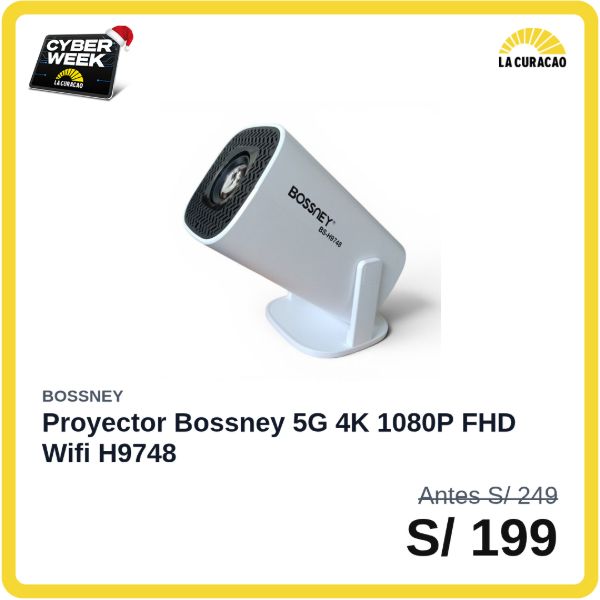 CYBER
WEEK
LA CURACAO
LA CURACAO
BOSSNEY®
BS-H9748
BOSSNEY
Proyector Bossney 5G 4K 1080P FHD
Wifi H9748
Antes S/ 249
S/ 199